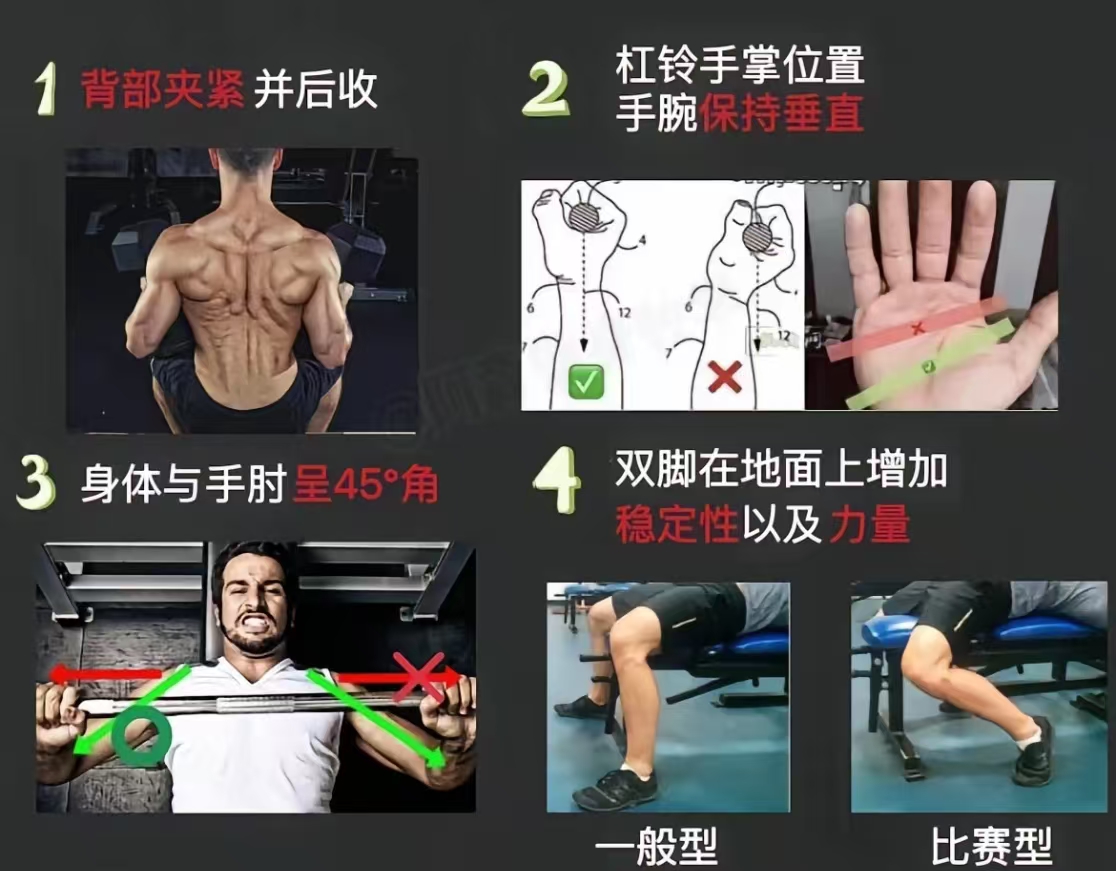 1 背部夹紧 并后收
2 杠铃手掌位置
手腕保持垂直
4
6
12
7
6
12
7
3 身体与手肘呈45°角
4 双脚在地面上增加
稳定性以及力量
一般型
比赛型